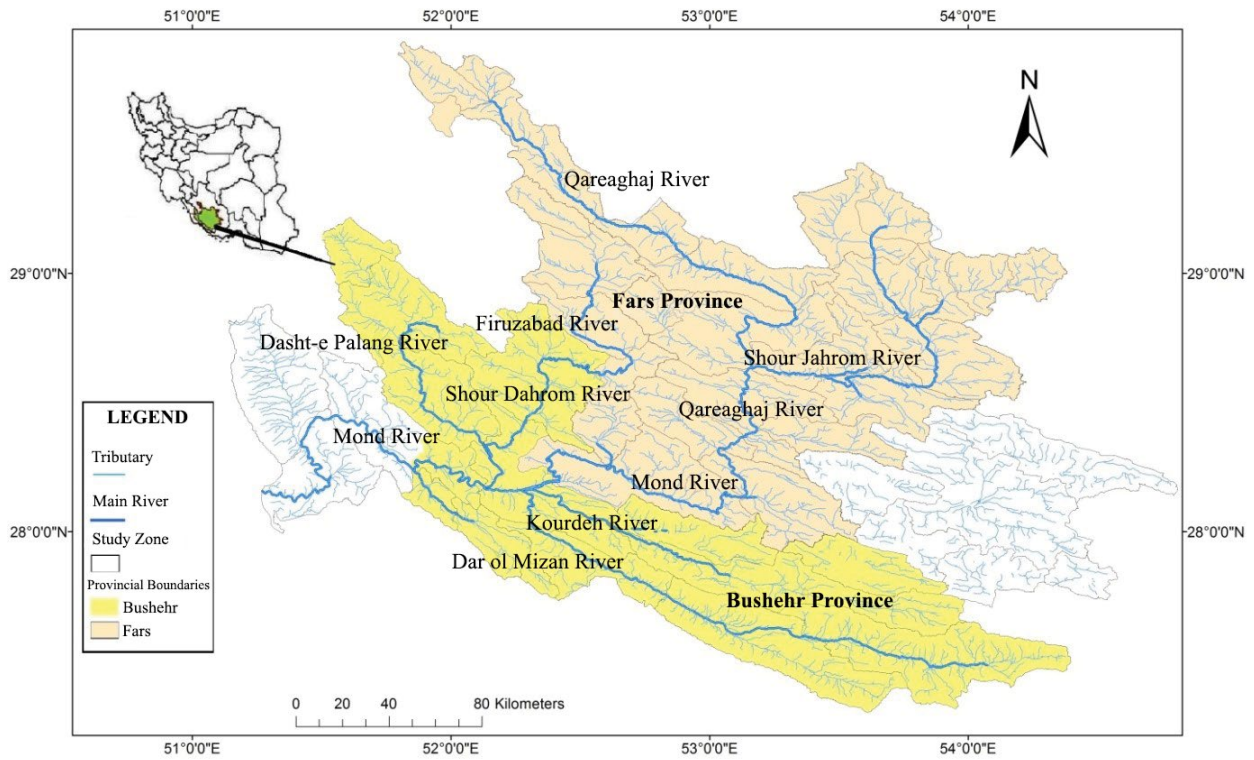 51°0'0"E
52°0'0"E
53°0'0"E
54°0'0"E
N
Qareaghaj River
29°0'0"N
29°0'0"N
Fars Province
Firuzabad River
Dasht-e Palang River
Shour Jahrom River
Shour Dahrom River
Qareaghaj River
LEGEND
Mond River
Tributary
Mond River
Main River
Kourdeh River
28°0'0"N
28°0'0"N
Study Zone
Dar ol Mizan River
Provincial Boundaries
Bushehr Province
Bushehr
Fars
0 20 40 80 Kilometers
51°0'0"E
52°0'0"E
53°0'0"E
54°0'0"E